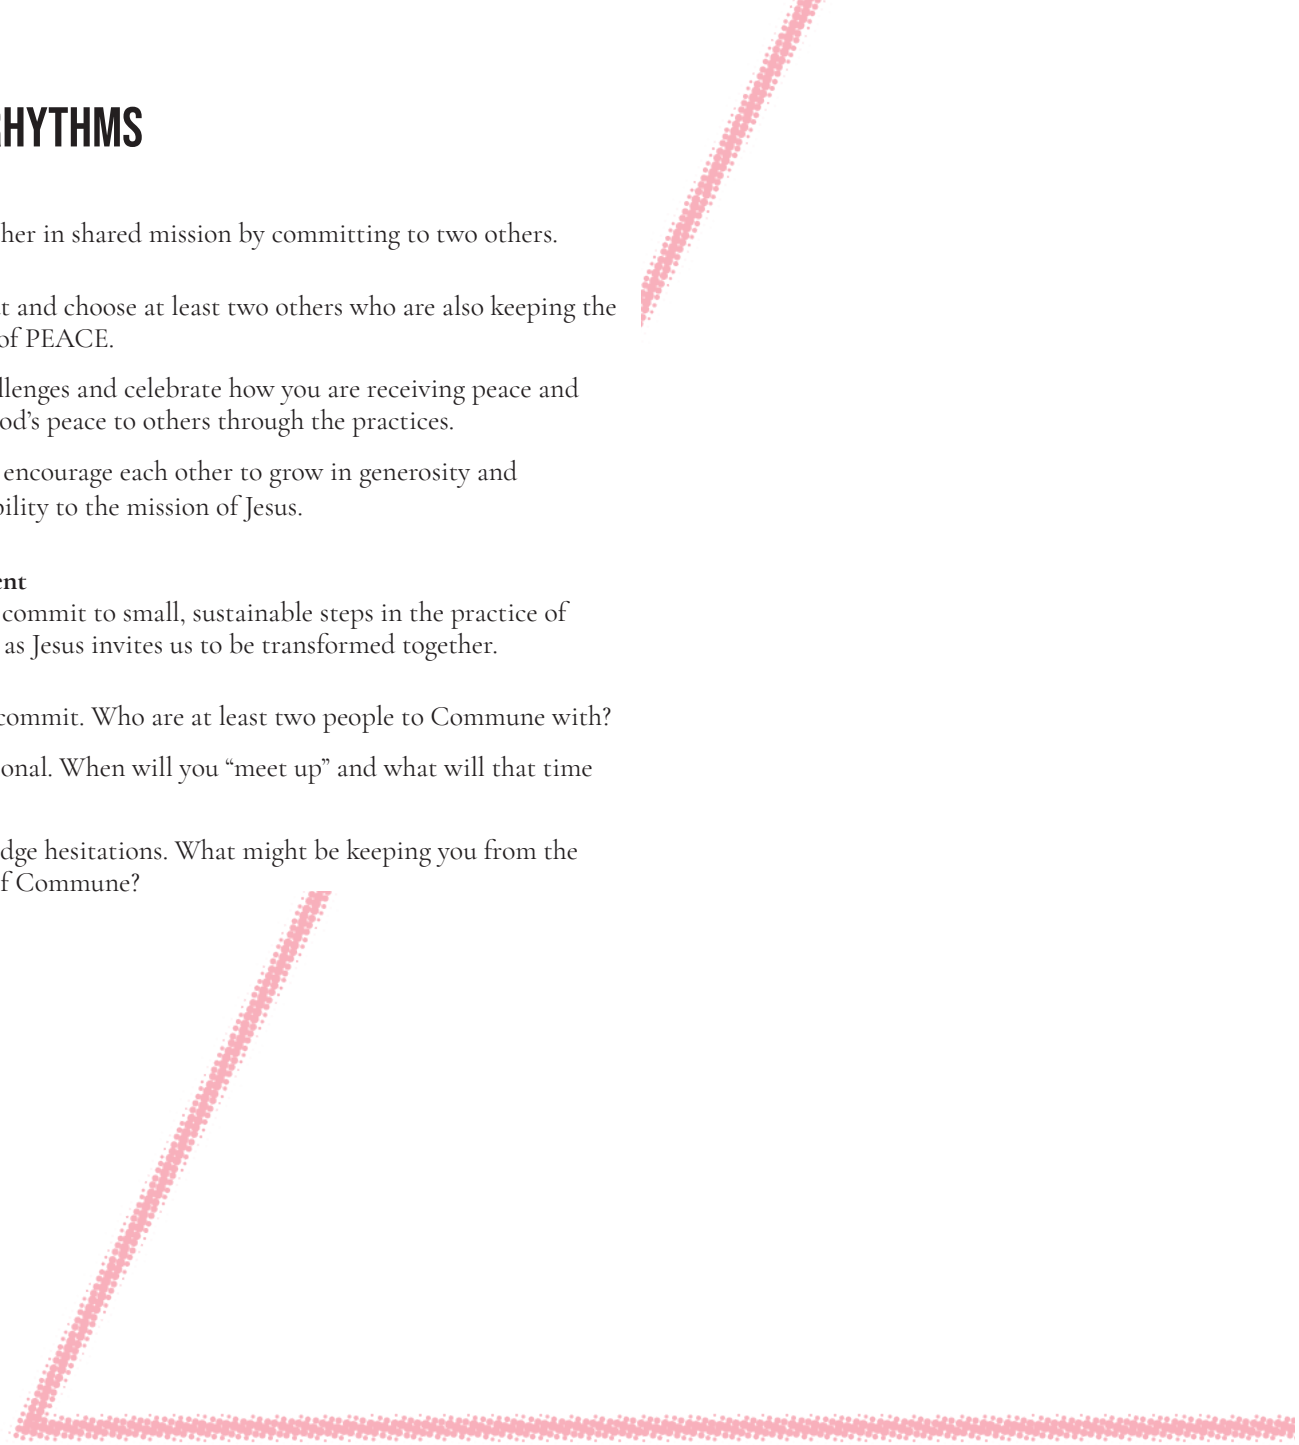 RHYTHMS
her in shared mission by committing to two others.
t and choose at least two others who are also keeping the
of PEACE.
llenges and celebrate how you are receiving peace and
od’s peace to others through the practices.
encourage each other to grow in generosity and
bility to the mission of Jesus.
ent
commit to small, sustainable steps in the practice of
as Jesus invites us to be transformed together.
commit. Who are at least two people to Commune with?
onal. When will you “meet up” and what will that time
dge hesitations. What might be keeping you from the
f Commune?